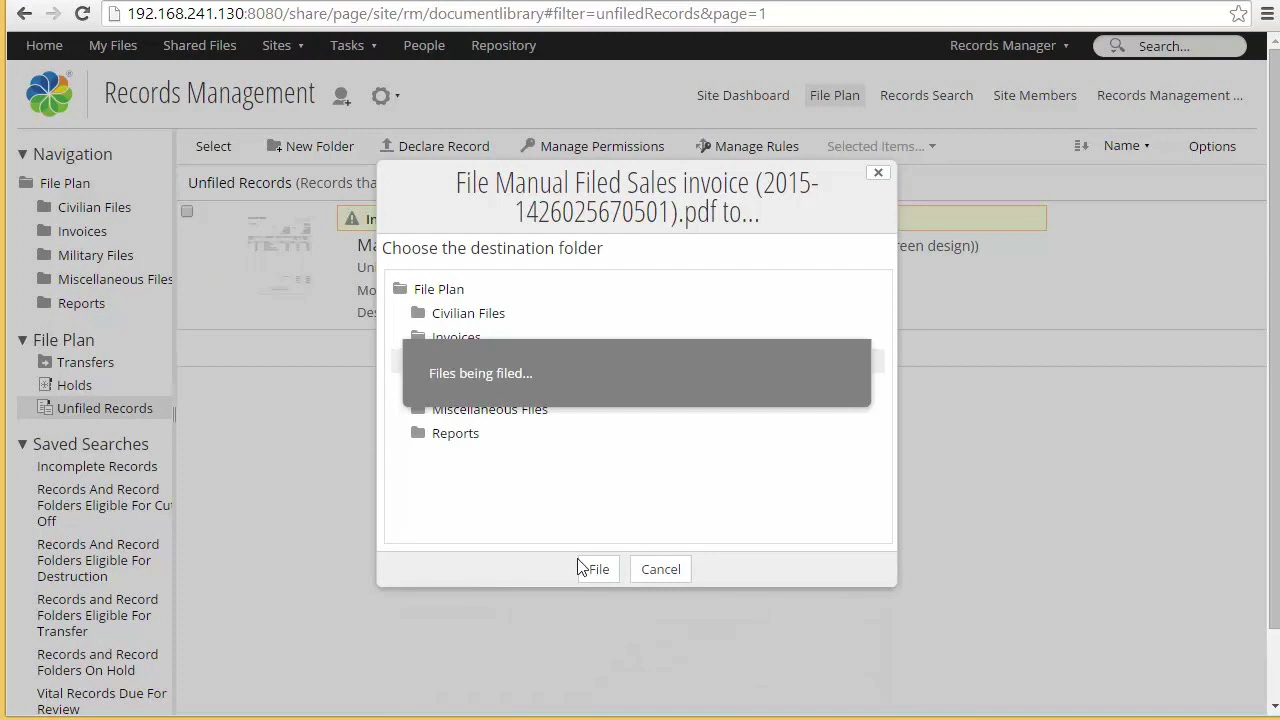 192.168.241.130:8080/share/page/site/rm/documentlibrary#filter=unfiledRecords&page=1
Home My Files Shared Files Sites Tasks People Repository Records Manager Search...
Records Management Site Dashboard File Plan Records Search Site Members Records Management ...
Navigation
File Plan
Civilian Files
Invoices
Military Files
Miscellaneous Files
Reports
File Plan
Transfers
Holds
Unfiled Records
Saved Searches
Incomplete Records
Records And Record
Folders Eligible For Cut
Off
Records And Record
Folders Eligible For
Destruction
Records and Record
Folders Eligible For
Transfer
Records and Record
Folders On Hold
Vital Records Due For
Review
Select New Folder Declare Record Manage Permissions Manage Rules Selected Items... Name Options
Unfiled Records (Records tha
In
Ma een design))
Un
Mo
Des
File Manual Filed Sales invoice (2015-
1426025670501).pdf to...
Choose the destination folder
File Plan
Civilian Files
Invoices
Files being filed...
Miscellaneous Files
Reports
File Cancel